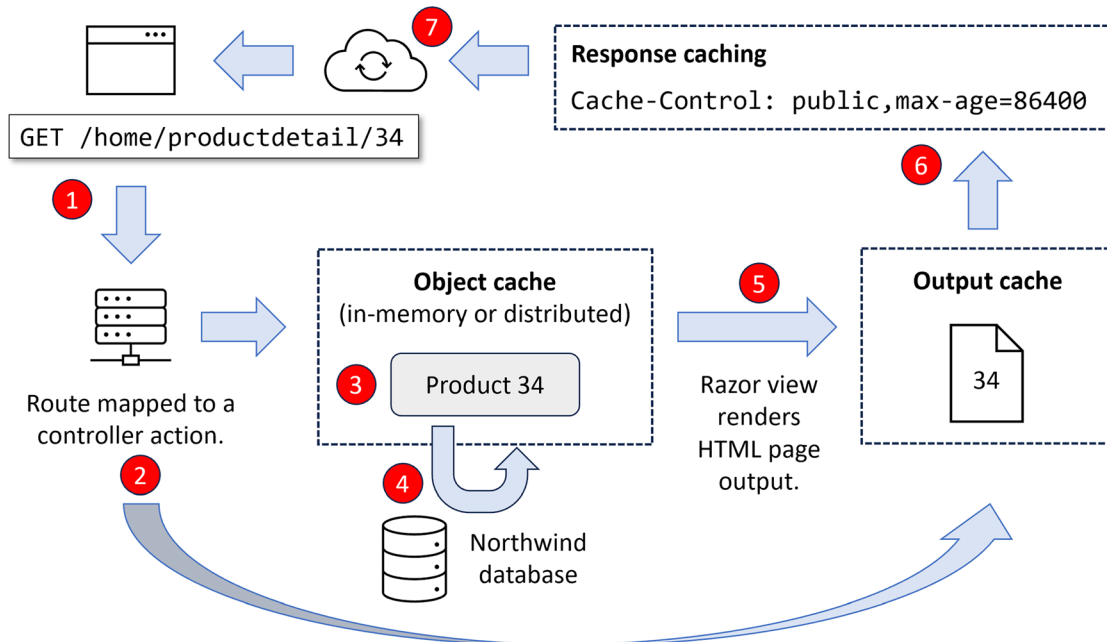 7
Response caching
Cache-Control: public,max-age=86400
GET /home/productdetail/34
1
6
Object cache
(in-memory or distributed)
5
Output cache
3
Product 34
34
Route mapped to a
controller action.
Razor view
renders
HTML page
output.
2
4
Northwind
database